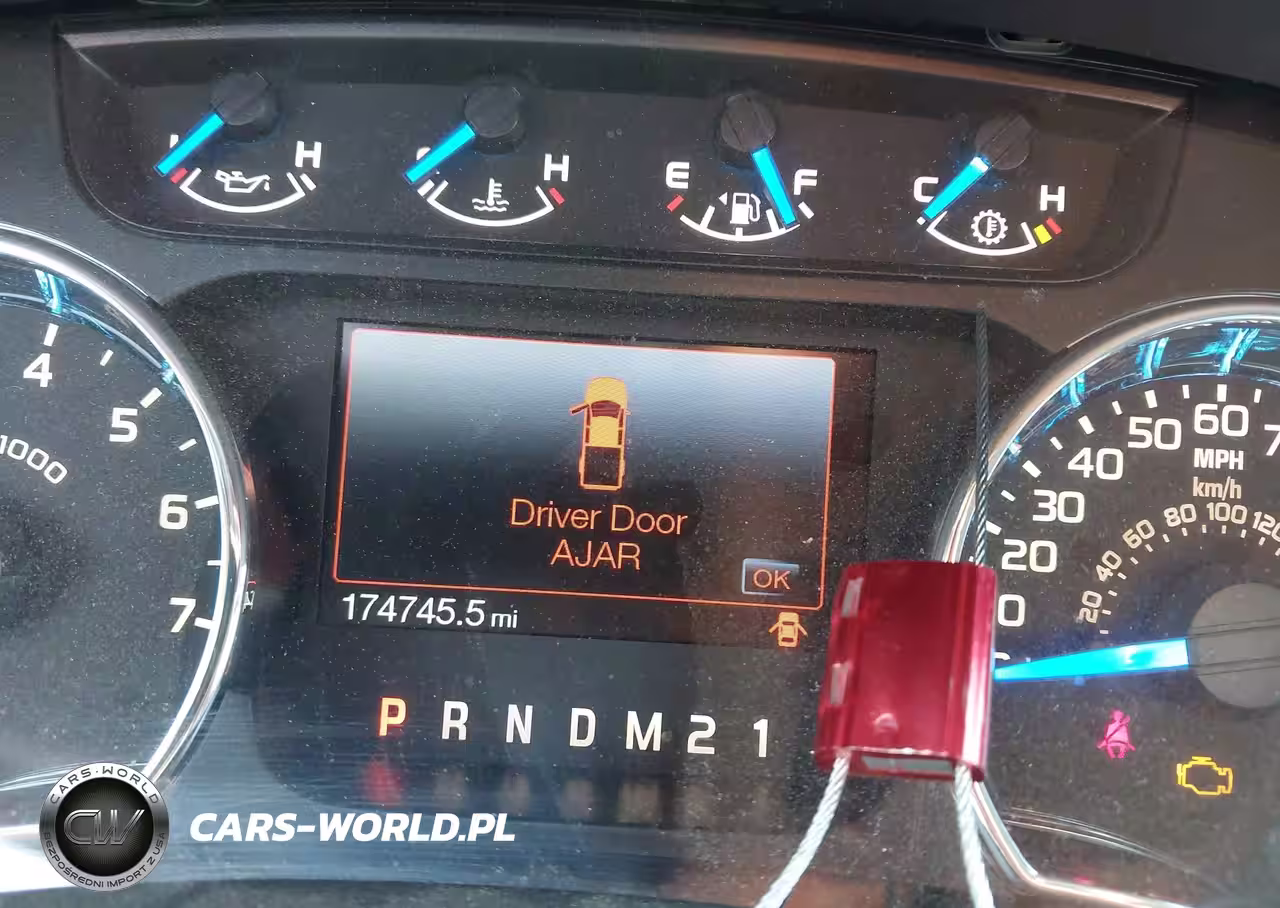 H
H
E F
C H
4
5
6
7
1000
Driver Door
AJAR
OK
174745.5 mi
P R N D M 2 1
20
30
40
50
60
MPH
km/h
20 40 60 80 100 120
CARS-WORLD
CW
BEZPOŚREDNI IMPORT Z USA
CARS-WORLD.PL